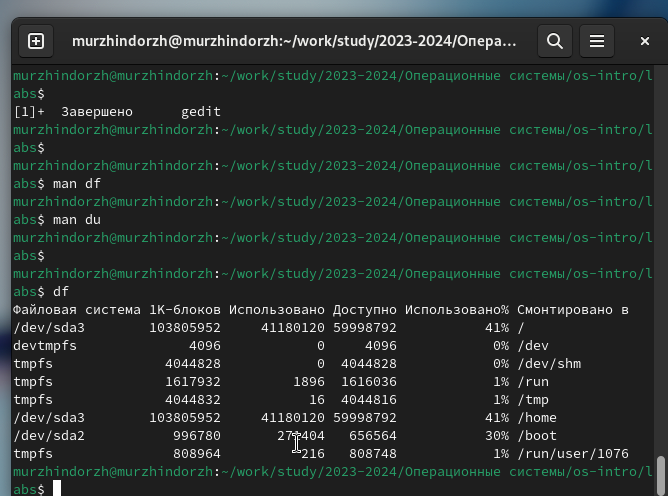 murzhindorzh@murzhindorzh:~/work/study/2023-2024/Опера...
murzhindorzh@murzhindorzh:~/work/study/2023-2024/Операционные системы/os-intro/l
abs$
[1]+  Завершено      gedit
murzhindorzh@murzhindorzh:~/work/study/2023-2024/Операционные системы/os-intro/l
abs$
murzhindorzh@murzhindorzh:~/work/study/2023-2024/Операционные системы/os-intro/l
abs$ man df
murzhindorzh@murzhindorzh:~/work/study/2023-2024/Операционные системы/os-intro/l
abs$ man du
murzhindorzh@murzhindorzh:~/work/study/2023-2024/Операционные системы/os-intro/l
abs$
murzhindorzh@murzhindorzh:~/work/study/2023-2024/Операционные системы/os-intro/l
abs$ df
Файловая система 1K-блоков Использовано Доступно Использовано% Смонтировано в
/dev/sda3        103805952     41180120 59998792           41% /
devtmpfs              4096            0     4096            0% /dev
tmpfs              4044828            0  4044828            0% /dev/shm
tmpfs              1617932         1896  1616036            1% /run
tmpfs              4044832           16  4044816            1% /tmp
/dev/sda3        103805952     41180120 59998792           41% /home
/dev/sda2           996780              656564           30% /boot
tmpfs               808964          216   808748            1% /run/user/1076
murzhindorzh@murzhindorzh:~/work/study/2023-2024/Операционные системы/os-intro/l
abs$